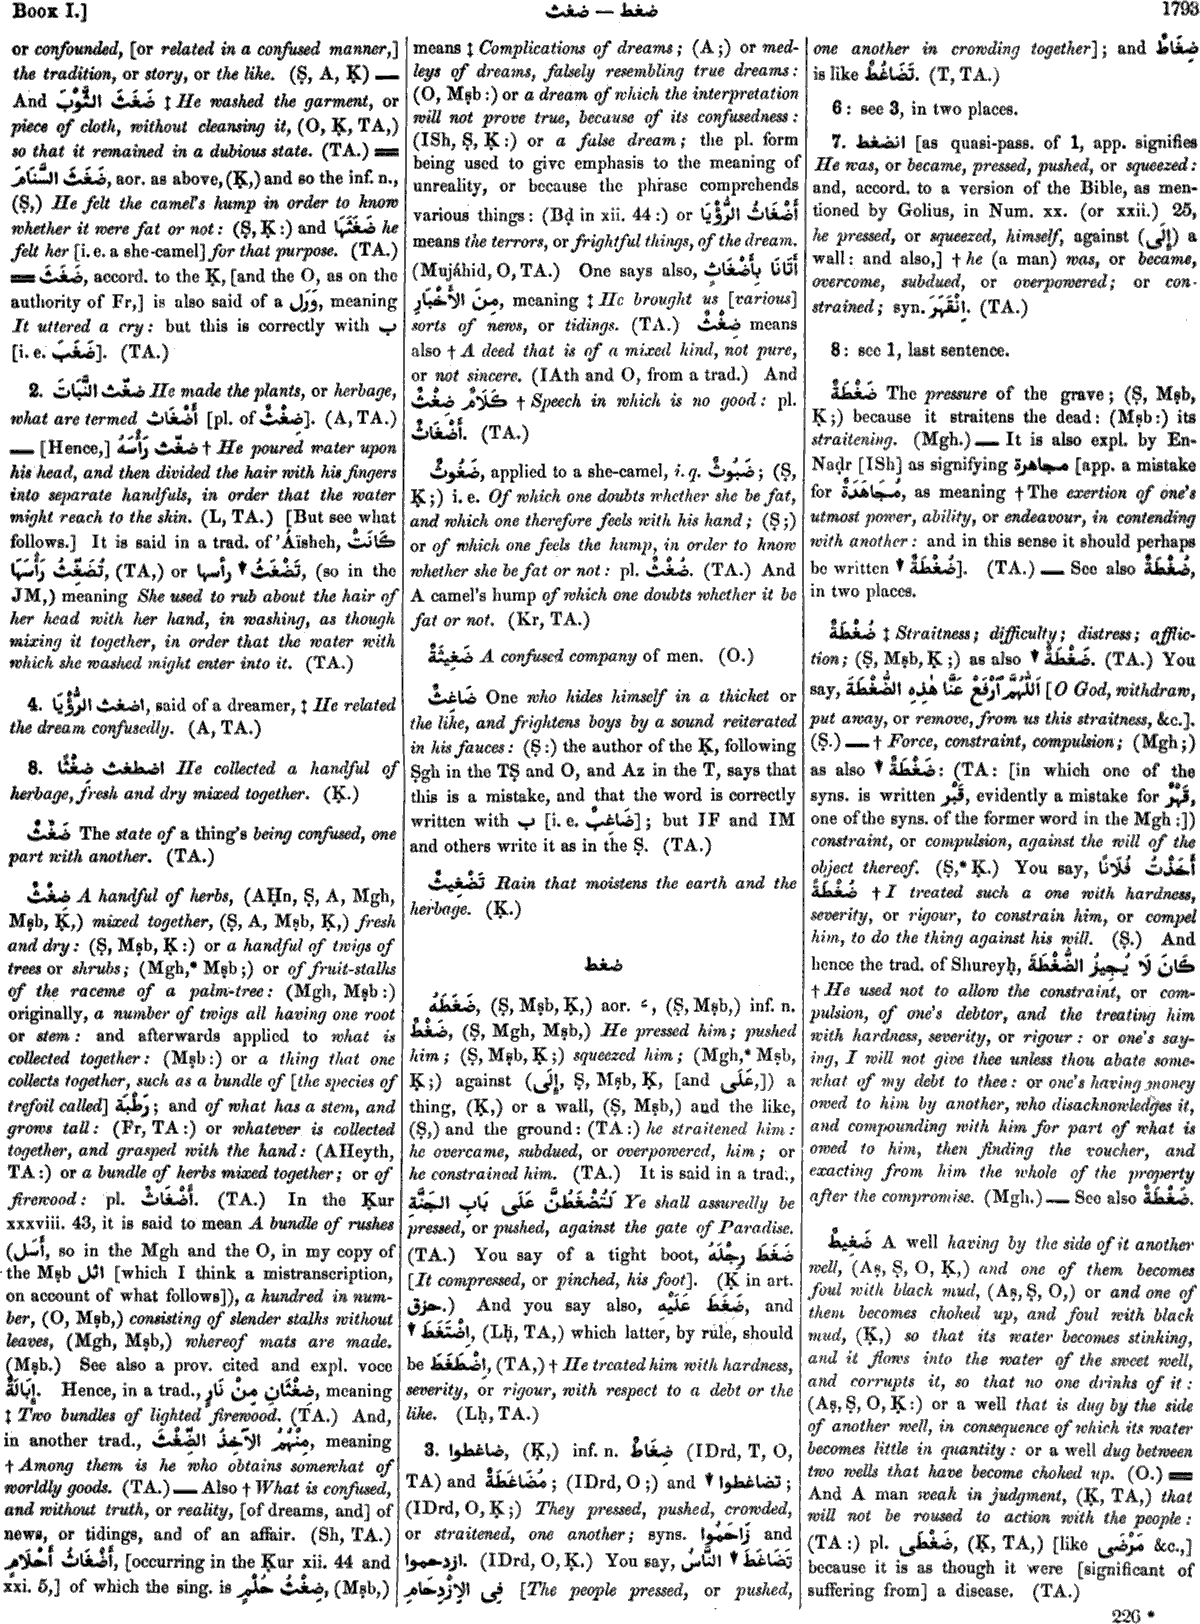 BOOK I.]
ضغث — ضغط
1793
or confounded, [or related in a confused manner,]
the tradition, or story, or the like. (Ṣ, A, Ḳ) —
And ضَغَثَ الثَّوْبَ ‡ He washed the garment, or
piece of cloth, without cleansing it, (O, Ḳ, TA,)
so that it remained in a dubious state. (TA.) ==
ضَغَثَ السَّنَامَ, aor. as above, (Ḳ,) and so the inf. n.,
(Ṣ,) He felt the camel's hump in order to know
whether it were fat or not: (Ṣ, Ḳ:) and ضَغَثَهَا he
felt her [i. e. a she-camel] for that purpose. (TA.)
== ضَغَثَ, accord. to the Ḳ, [and the O, as on the
authority of Fr,] is also said of a وَرَل, meaning
It uttered a cry: but this is correctly with ب
[i. e. ضَغَبَ]. (TA.)
2. ضغّث النَّبَاتَ He made the plants, or herbage,
what are termed أَضْغَاث [pl. of ضِغْثٌ]. (A, TA.)
— [Hence,] ضغّث رَأْسَهُ † He poured water upon
his head, and then divided the hair with his fingers
into separate handfuls, in order that the water
might reach to the skin. (L, TA.) [But see what
follows.] It is said in a trad. of 'Áïsheh, كَانَتْ
تُضَغِّثُ رَأْسَهَا, (TA,) or تَضْغَثُ ▼ رأسها, (so in the
JM,) meaning She used to rub about the hair of
her head with her hand, in washing, as though
mixing it together, in order that the water with
which she washed might enter into it. (TA.)
4. اضغث الرُّؤْيَا, said of a dreamer, ‡ He related
the dream confusedly. (A, TA.)
8. اضطغث ضِغْثًا He collected a handful of
herbage, fresh and dry mixed together. (Ḳ.)
ضَغْثٌ The state of a thing's being confused, one
part with another. (TA.)
ضِغْثٌ A handful of herbs, (AḤn, Ṣ, A, Mgh,
Mṣb, Ḳ,) mixed together, (Ṣ, A, Mṣb, Ḳ,) fresh
and dry: (Ṣ, Mṣb, Ḳ:) or a handful of twigs of
trees or shrubs; (Mgh,* Mṣb;) or of fruit-stalks
of the raceme of a palm-tree: (Mgh, Mṣb:)
originally, a number of twigs all having one root
or stem: and afterwards applied to what is
collected together: (Mṣb:) or a thing that one
collects together, such as a bundle of [the species of
trefoil called] رَطْبَة; and of what has a stem, and
grows tall: (Fr, TA:) or whatever is collected
together, and grasped with the hand: (AHeyth,
TA:) or a bundle of herbs mixed together; or of
firewood: pl. أَضْغَاثٌ. (TA.) In the Ḳur
xxxviii. 43, it is said to mean A bundle of rushes
(أَسَل, so in the Mgh and the O, in my copy of
the Mṣb اثل [which I think a mistranscription,
on account of what follows]), a hundred in num-
ber, (O, Mṣb,) consisting of slender stalks without
leaves, (Mgh, Mṣb,) whereof mats are made.
(Mṣb.) See also a prov. cited and expl. voce
إِبَالَةٌ. Hence, in a trad., ضِغْثَانِ مِنْ نَارٍ, meaning
‡ Two bundles of lighted firewood. (TA.) And,
in another trad., مِنْهُمُ الآخِذُ الضِّغْثَ, meaning
† Among them is he who obtains somewhat of
worldly goods. (TA.) — Also † What is confused,
and without truth, or reality, [of dreams, and] of
news, or tidings, and of an affair. (Sh, TA.)
أَضْغَاثُ أَحْلَامٍ, [occurring in the Ḳur xii. 44 and
xxi. 5,] of which the sing. is ضِغْثُ حُلْمٍ, (Mṣb,)
means ‡ Complications of dreams; (A;) or med-
leys of dreams, falsely resembling true dreams:
(O, Mṣb:) or a dream of which the interpretation
will not prove true, because of its confusedness:
(ISh, Ṣ, Ḳ:) or a false dream; the pl. form
being used to give emphasis to the meaning of
unreality, or because the phrase comprehends
various things: (Bḍ in xii. 44:) or أَضْغَاثُ الرُّؤْيَا
means the terrors, or frightful things, of the dream.
(Mujáhid, O, TA.) One says also, أَتَانَا بِأَضْغَاثٍ
مِنَ الأَخْبَارِ, meaning ‡ He brought us [various]
sorts of news, or tidings. (TA.) ضِغْثٌ means
also † A deed that is of a mixed kind, not pure,
or not sincere. (IAth and O, from a trad.) And
كَلَامٌ ضِغْثٌ † Speech in which is no good: pl.
أَضْغَاثٌ. (TA.)
ضَغُوثٌ, applied to a she-camel, i. q. ضَبُوثٌ; (Ṣ,
Ḳ;) i. e. Of which one doubts whether she be fat,
and which one therefore feels with his hand; (Ṣ;)
or of which one feels the hump, in order to know
whether she be fat or not: pl. ضُغُثٌ. (TA.) And
A camel's hump of which one doubts whether it be
fat or not. (Kr, TA.)
ضَغِيثَةٌ A confused company of men. (O.)
ضَاغِثٌ One who hides himself in a thicket or
the like, and frightens boys by a sound reiterated
in his fauces: (Ṣ:) the author of the Ḳ, following
Ṣgh in the TṢ and O, and Az in the T, says that
this is a mistake, and that the word is correctly
written with ب [i. e. ضَاغِبٌ]; but IF and IM
and others write it as in the Ṣ. (TA.)
تَضْغِيثٌ Rain that moistens the earth and the
herbage. (Ḳ.)
ضغط
ضَغَطَهُ, (Ṣ, Mṣb, Ḳ,) aor. ـَ, (Ṣ, Mṣb,) inf. n.
ضَغْطٌ, (Ṣ, Mgh, Mṣb,) He pressed him; pushed
him; (Ṣ, Mṣb, Ḳ;) squeezed him; (Mgh,* Mṣb,
Ḳ;) against (إِلَى, Ṣ, Mṣb, Ḳ, [and عَلَى,]) a
thing, (Ḳ,) or a wall, (Ṣ, Mṣb,) and the like,
(Ṣ,) and the ground: (TA:) he straitened him:
he overcame, subdued, or overpowered, him; or
he constrained him. (TA.) It is said in a trad.,
لَتُضْغَطُنَّ عَلَى بَابِ الجَنَّةِ Ye shall assuredly be
pressed, or pushed, against the gate of Paradise.
(TA.) You say of a tight boot, ضَغَطَ رِجْلَهُ
[It compressed, or pinched, his foot]. (Ḳ in art.
حزق.) And you say also, ضَغَطَ عَلَيْهِ, and
▼ اِضْتَغَطَ, (Lḥ, TA,) which latter, by rule, should
be اِضْطَغَطَ, (TA,) † He treated him with hardness,
severity, or rigour, with respect to a debt or the
like. (Lḥ, TA.)
3. ضاغطوا, (Ḳ,) inf. n. ضِغَاطٌ (IDrd, T, O,
TA) and مُضَاغَطَةٌ; (IDrd, O;) and ▼ تضاغطوا;
(IDrd, O, Ḳ;) They pressed, pushed, crowded,
or straitened, one another; syns. زَاحَمُوا and
ازدحموا. (IDrd, O, Ḳ.) You say, تَضَاغَطَ ▼ النَّاسُ
فِى الاِزْدِحَامِ [The people pressed, or pushed,
one another in crowding together]; and ضِغَاطٌ
is like تَضَاغُطٌ. (T, TA.)
6: see 3, in two places.
7. انضغط [as quasi-pass. of 1, app. signifies
He was, or became, pressed, pushed, or squeezed:
and, accord. to a version of the Bible, as men-
tioned by Golius, in Num. xx. (or xxii.) 25,
he pressed, or squeezed, himself, against (إِلَى) a
wall: and also,] † he (a man) was, or became,
overcome, subdued, or overpowered; or con-
strained; syn. اِنْقَهَرَ. (TA.)
8: see 1, last sentence.
ضَغْطَةٌ The pressure of the grave; (Ṣ, Mṣb,
Ḳ;) because it straitens the dead: (Mṣb:) its
straitening. (Mgh.) — It is also expl. by En-
Naḍr [ISh] as signifying مجاهرة [app. a mistake
for مُجَاهَدَةٌ, as meaning † The exertion of one's
utmost power, ability, or endeavour, in contending
with another: and in this sense it should perhaps
be written ▼ ضُغْطَةٌ]. (TA.) — See also ضُغْطَةٌ,
in two places.
ضُغْطَةٌ ‡ Straitness; difficulty; distress; afflic-
tion; (Ṣ, Mṣb, Ḳ;) as also ▼ ضَغْطَةٌ. (TA.) You
say, اَللّٰهُمَّ ٱرْفَعْ عَنَّا هٰذِهِ الضُّغْطَةَ [O God, withdraw,
put away, or remove, from us this straitness, &c.].
(Ṣ.) — † Force, constraint, compulsion; (Mgh;)
as also ▼ ضَغْطَةٌ: (TA: [in which one of the
syns. is written قَبْر, evidently a mistake for قَهْرٌ,
one of the syns. of the former word in the Mgh:])
constraint, or compulsion, against the will of the
object thereof. (Ṣ,* Ḳ.) You say, أَخَذْتُ فُلَانًا
ضُغْطَةً † I treated such a one with hardness,
severity, or rigour, to constrain him, or compel
him, to do the thing against his will. (Ṣ.) And
hence the trad. of Shureyḥ, كَانَ لَا يُجِيزُ الضُّغْطَةَ
† He used not to allow the constraint, or com-
pulsion, of one's debtor, and the treating him
with hardness, severity, or rigour: or one's say-
ing, I will not give thee unless thou abate some-
what of my debt to thee: or one's having money
owed to him by another, who disacknowledges it,
and compounding with him for part of what is
owed to him, then finding the voucher, and
exacting from him the whole of the property
after the compromise. (Mgh.) — See also ضَغْطَةٌ.
ضَغِيطٌ A well having by the side of it another
well, (Aṣ, Ṣ, O, Ḳ,) and one of them becomes
foul with black mud, (Aṣ, Ṣ, O,) or and one of
them becomes choked up, and foul with black
mud, (Ḳ,) so that its water becomes stinking,
and it flows into the water of the sweet well,
and corrupts it, so that no one drinks of it:
(Aṣ, Ṣ, O, Ḳ:) or a well that is dug by the side
of another well, in consequence of which its water
becomes little in quantity: or a well dug between
two wells that have become choked up. (O.) ==
And A man weak in judgment, (Ḳ, TA,) that
will not be roused to action with the people:
(TA:) pl. ضَغْطَى, (Ḳ, TA,) [like مَرْضَى &c.,]
because it is as though it were [significant of
suffering from] a disease. (TA.)
226 *